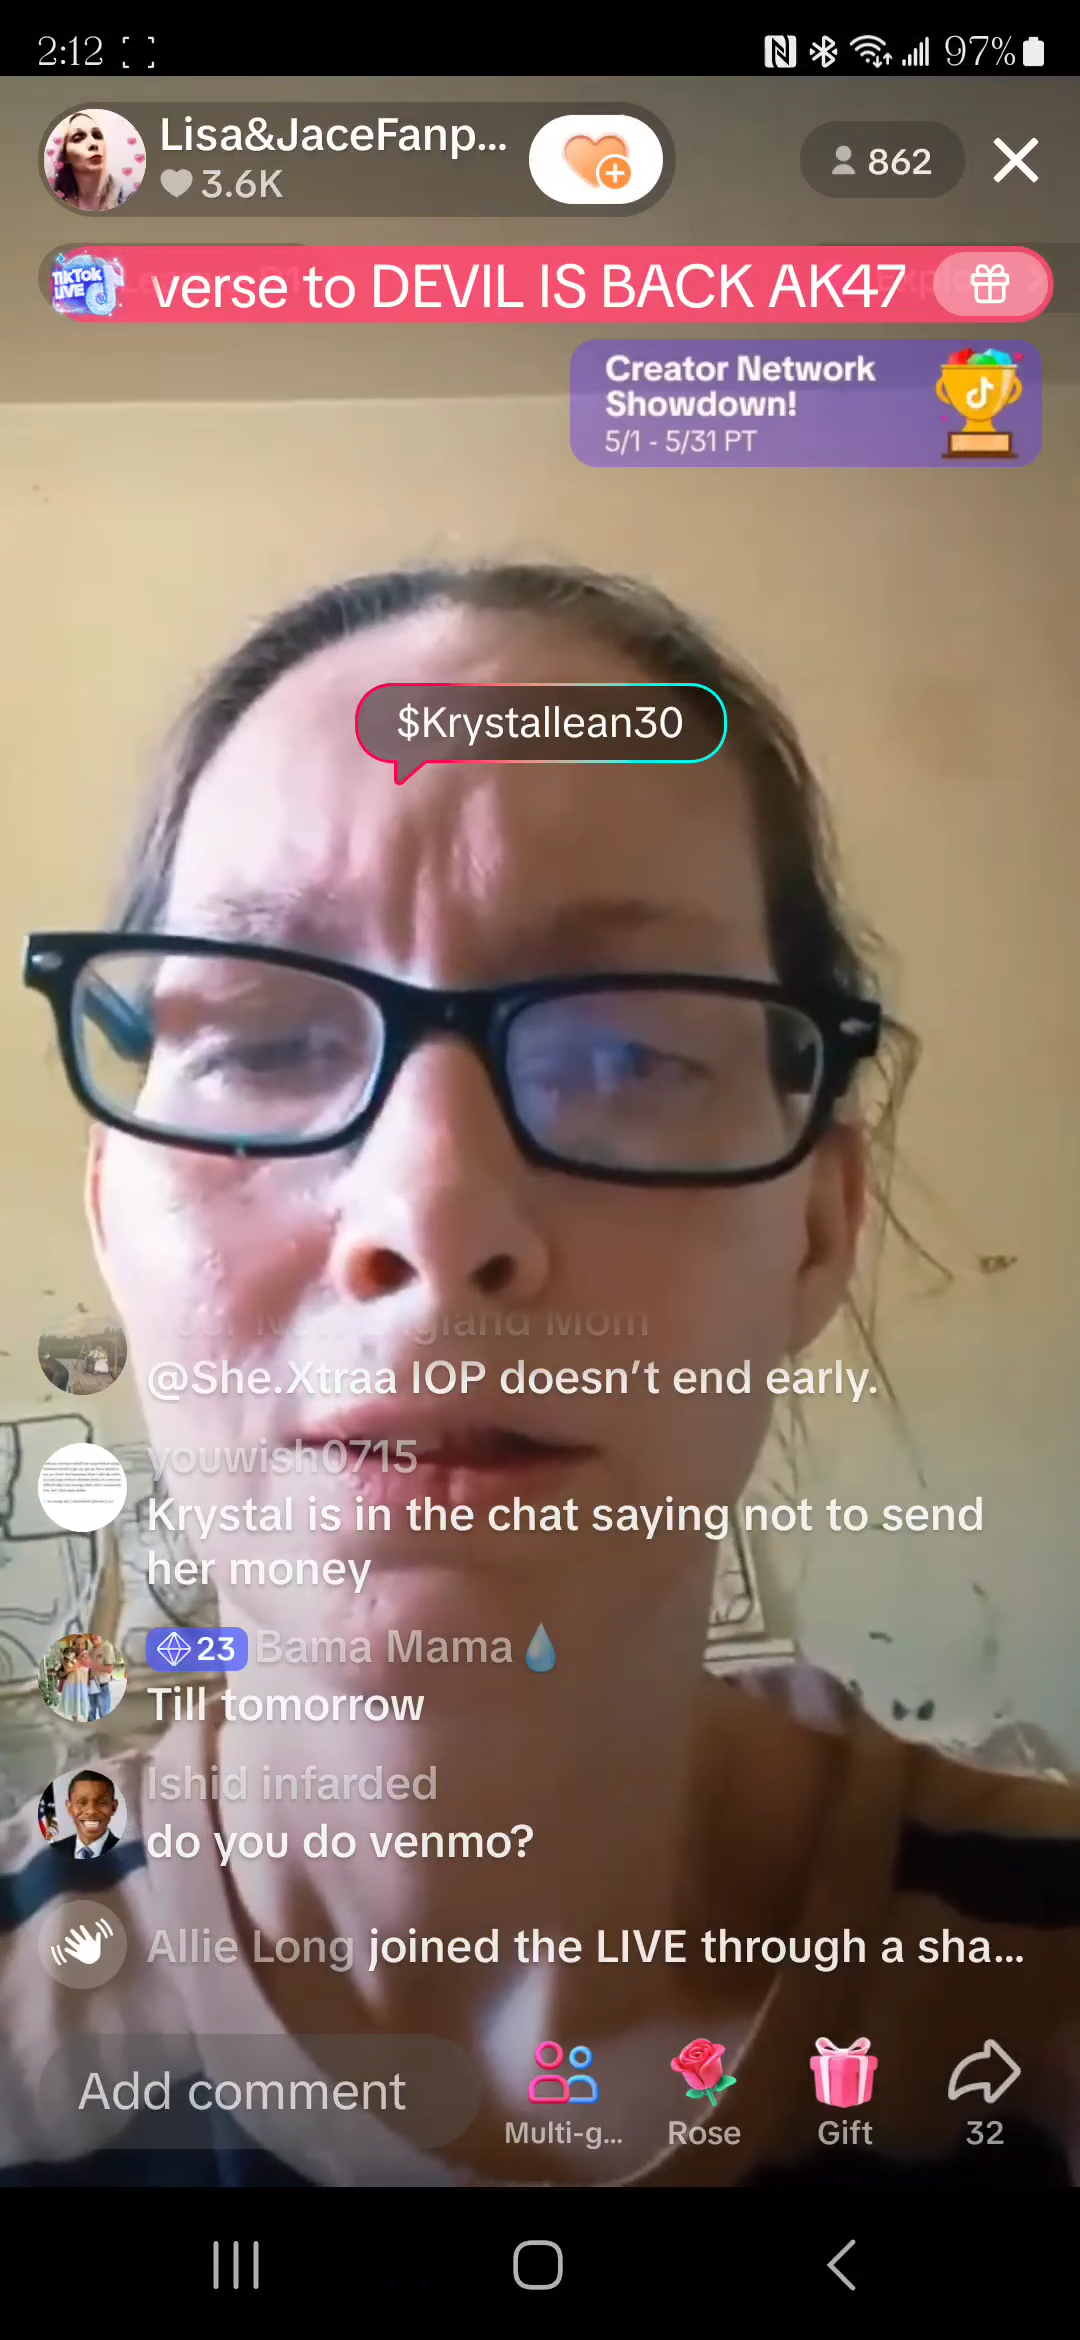 2:12
97%
Lisa&JaceFanp...
3.6K
862
TikTok
LIVE
verse to DEVIL IS BACK AK47
Creator Network
Showdown!
5/1 - 5/31 PT
$Krystallean30
@She.Xtraa IOP doesn't end early.
youwish0715
Krystal is in the chat saying not to send
her money
23 Bama Mama
Till tomorrow
Ishid infarded
do you do venmo?
Allie Long joined the LIVE through a sha...
Add comment
Multi-g...
Rose
Gift
32